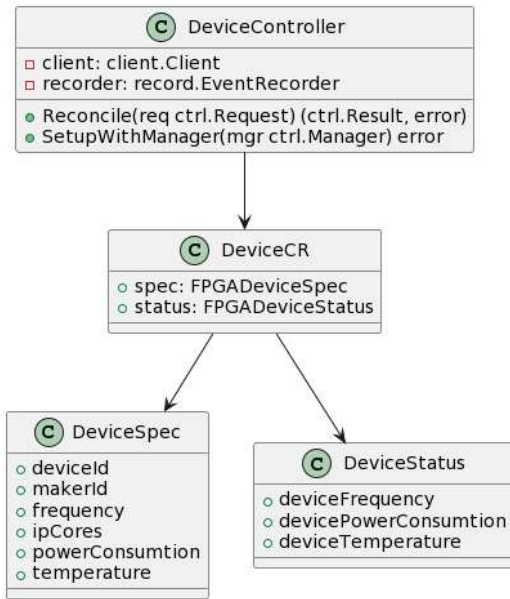 C DeviceController
client: client.Client
recorder: record.EventRecorder
Reconcile(req ctrl.Request) (ctrl.Result, error)
SetupWithManager(mgr ctrl.Manager) error
C DeviceCR
spec: FPGADeviceSpec
status: FPGADeviceStatus
C DeviceSpec
deviceId
makerId
frequency
ipCores
powerConsumtion
temperature
C DeviceStatus
deviceFrequency
devicePowerConsumtion
deviceTemperature